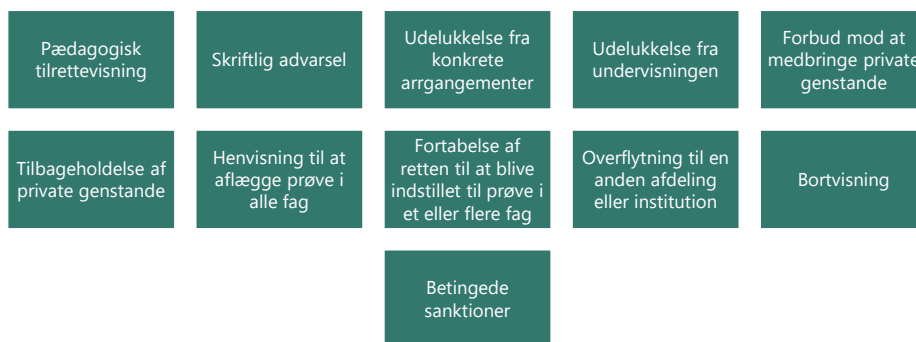 Pædagogisk
tilrettevisning
Skriftlig advarsel
Udelukkelse fra
konkrete
arrgangementer
Udelukkelse fra
undervisningen
Forbud mod at
medbringe private
genstande
Tilbageholdelse af
private genstande
Henvisning til at
aflægge prøve i
alle fag
Fortabelse af
retten til at blive
indstillet til prøve i
et eller flere fag
Overflytning til en
anden afdeling
eller institution
Bortvisning
Betingede
sanktioner